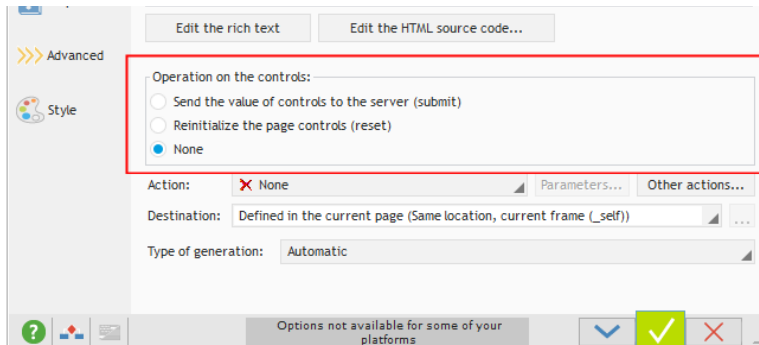 Edit the rich text
Edit the HTML source code...
Advanced
Operation on the controls:
Send the value of controls to the server (submit)
Style
Reinitialize the page controls (reset)
None
Action:
None
Parameters...
Other actions...
Destination:
Defined in the current page (Same location, current frame (_self))
...
Type of generation:
Automatic
?
Options not available for some of your
platforms